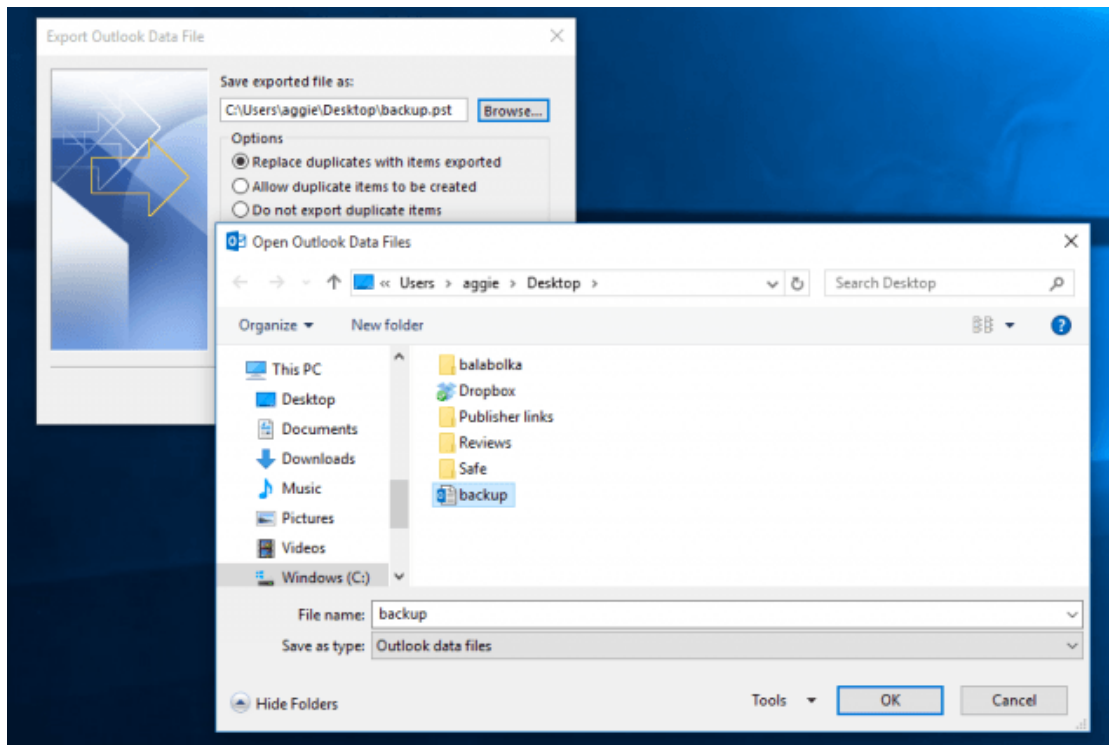 Export Outlook Data File
Save exported file as:
C:\Users\aggie\Desktop\backup.pst Browse...
Options
Replace duplicates with items exported
Allow duplicate items to be created
Do not export duplicate items
Open Outlook Data Files
« Users › aggie › Desktop › Search Desktop
Organize New folder
This PC
Desktop
Documents
Downloads
Music
Pictures
Videos
Windows (C:)
balabolka
Dropbox
Publisher links
Reviews
Safe
backup
File name: backup
Save as type: Outlook data files
Hide Folders Tools OK Cancel